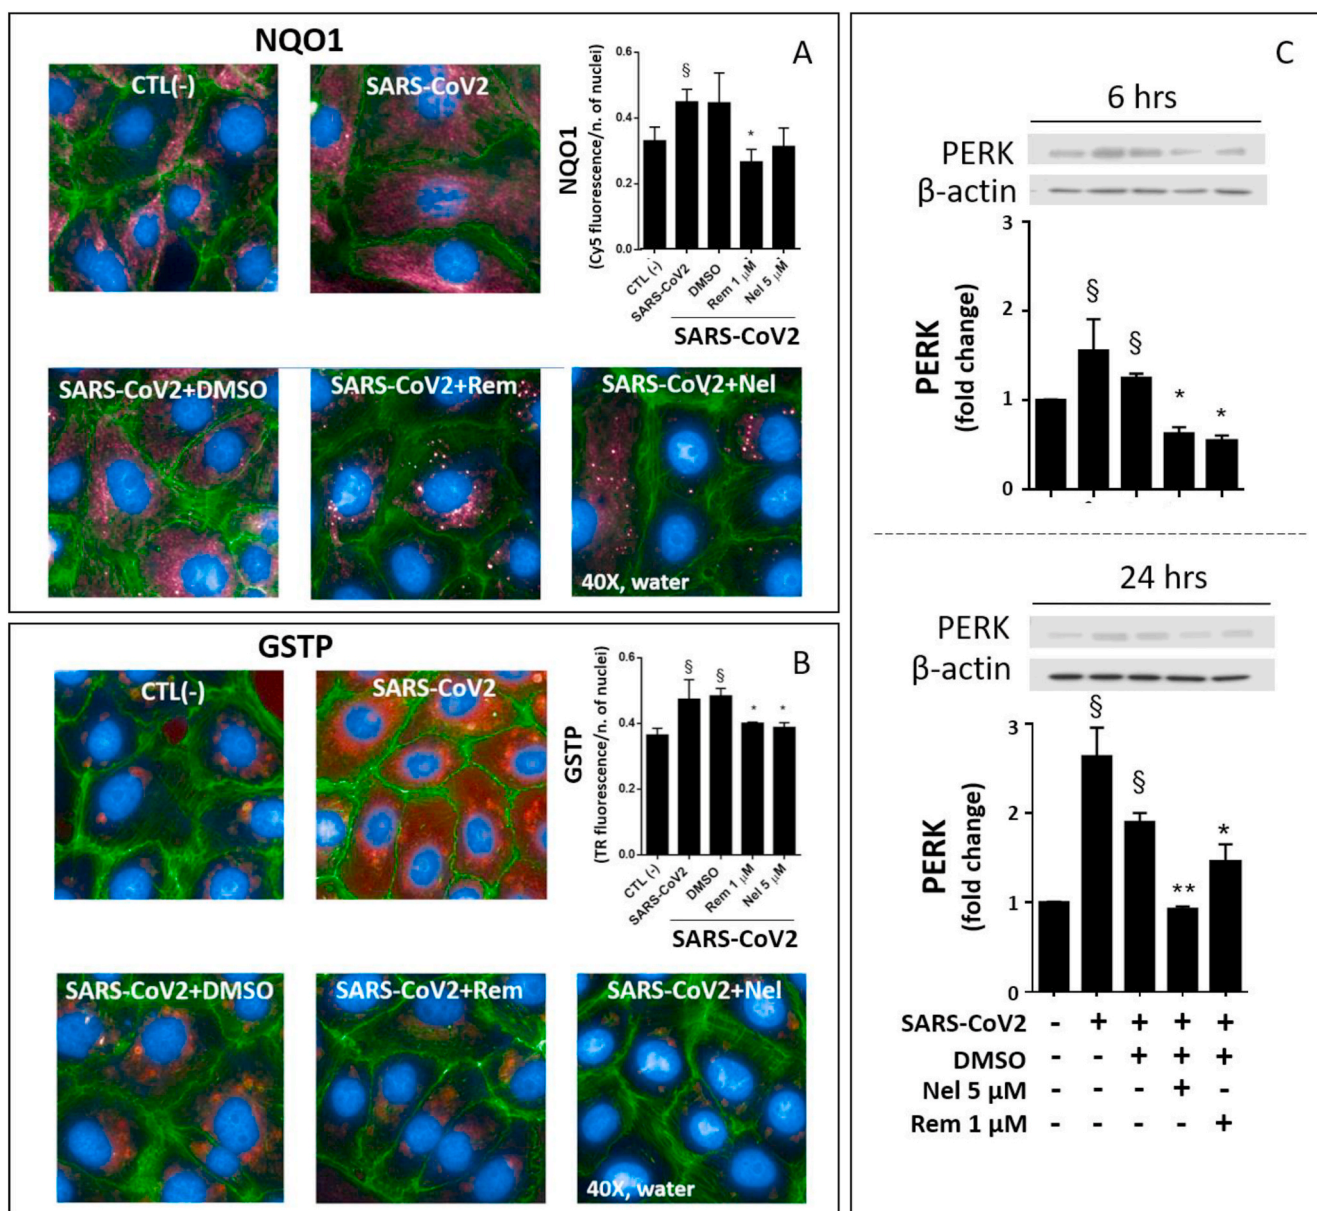 NQO1
A
CTL(-)
SARS-CoV2
NQO1
(Cy5 fluorescence/n. of nuclei)
0.6
0.4
0.2
0.0
CTL (-)
SARS-CoV2
DMSO
Rem 1 μM
Nel 5 μM
§
*
SARS-CoV2
SARS-CoV2+DMSO
SARS-CoV2+Rem
SARS-CoV2+Nel
40X, water
GSTP
B
CTL(-)
SARS-CoV2
GSTP
(TR fluorescence/n. of nuclei)
0.6
0.4
0.2
0.0
§
§
*
*
CTL (-)
SARS-CoV2
DMSO
Rem 1 μM
Nel 5 μM
SARS-CoV2
SARS-CoV2+DMSO
SARS-CoV2+Rem
SARS-CoV2+Nel
40X, water
C
6 hrs
PERK
β-actin
PERK
(fold change)
3
2
1
0
§
§
*
*
24 hrs
PERK
β-actin
PERK
(fold change)
3
2
1
0
§
§
**
*
SARS-CoV2 - + + + +
DMSO - - + + +
Nel 5 μM - - - + -
Rem 1 μM - - - - +